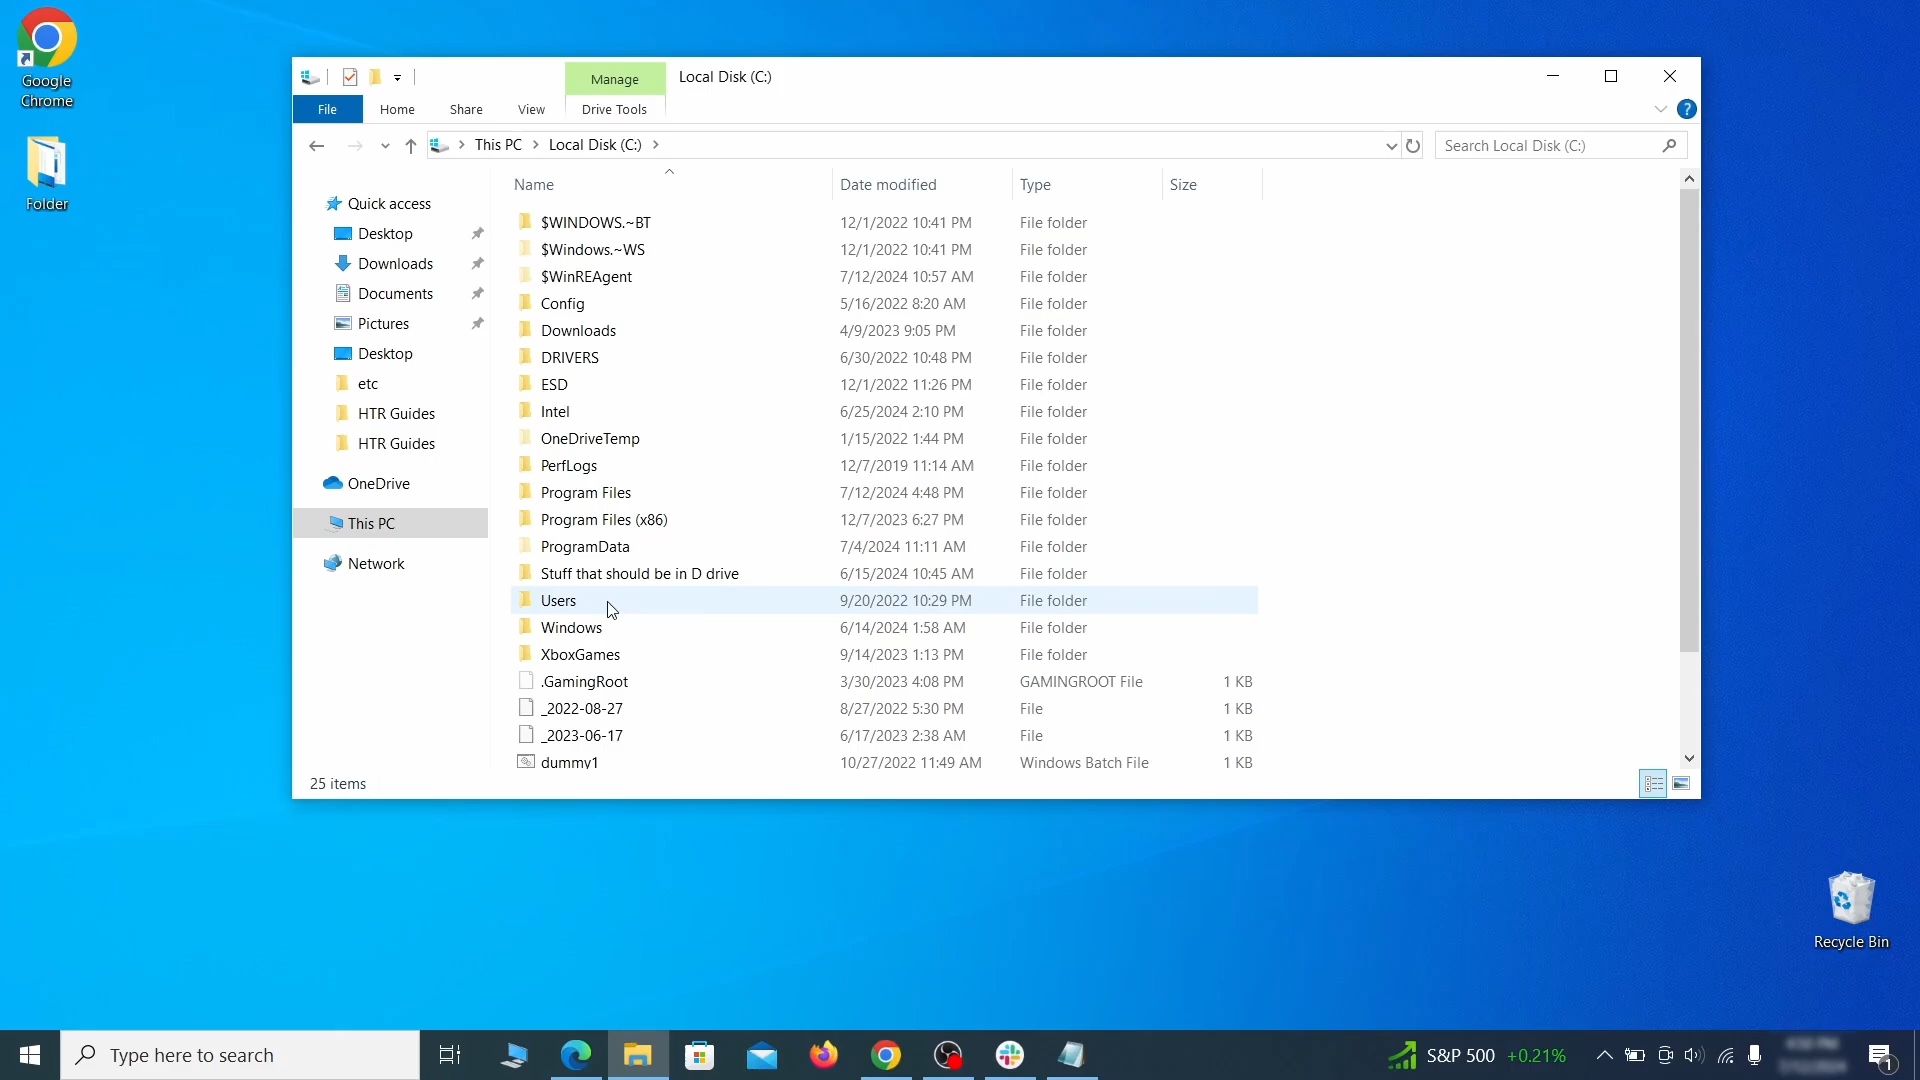 Google
Chrome
Folder
Manage
Local Disk (C:)
File
Home
Share
View
Drive Tools
?
This PC
Local Disk (C:)
Search Local Disk (C:)
Name
Date modified
Type
Size
Quick access
Desktop
Downloads
Documents
Pictures
Desktop
etc
HTR Guides
HTR Guides
OneDrive
This PC
Network
$WINDOWS.~BT 12/1/2022 10:41 PM File folder
$Windows.~WS 12/1/2022 10:41 PM File folder
$WinREAgent 7/12/2024 10:57 AM File folder
Config 5/16/2022 8:20 AM File folder
Downloads 4/9/2023 9:05 PM File folder
DRIVERS 6/30/2022 10:48 PM File folder
ESD 12/1/2022 11:26 PM File folder
Intel 6/25/2024 2:10 PM File folder
OneDriveTemp 1/15/2022 1:44 PM File folder
PerfLogs 12/7/2019 11:14 AM File folder
Program Files 7/12/2024 4:48 PM File folder
Program Files (x86) 12/7/2023 6:27 PM File folder
ProgramData 7/4/2024 11:11 AM File folder
Stuff that should be in D drive 6/15/2024 10:45 AM File folder
Users 9/20/2022 10:29 PM File folder
Windows 6/14/2024 1:58 AM File folder
XboxGames 9/14/2023 1:13 PM File folder
.GamingRoot 3/30/2023 4:08 PM GAMINGROOT File 1 KB
_2022-08-27 8/27/2022 5:30 PM File 1 KB
_2023-06-17 6/17/2023 2:38 AM File 1 KB
dummy1 10/27/2022 11:49 AM Windows Batch File 1 KB
25 items
Recycle Bin
Type here to search
S&P 500 +0.21%
1